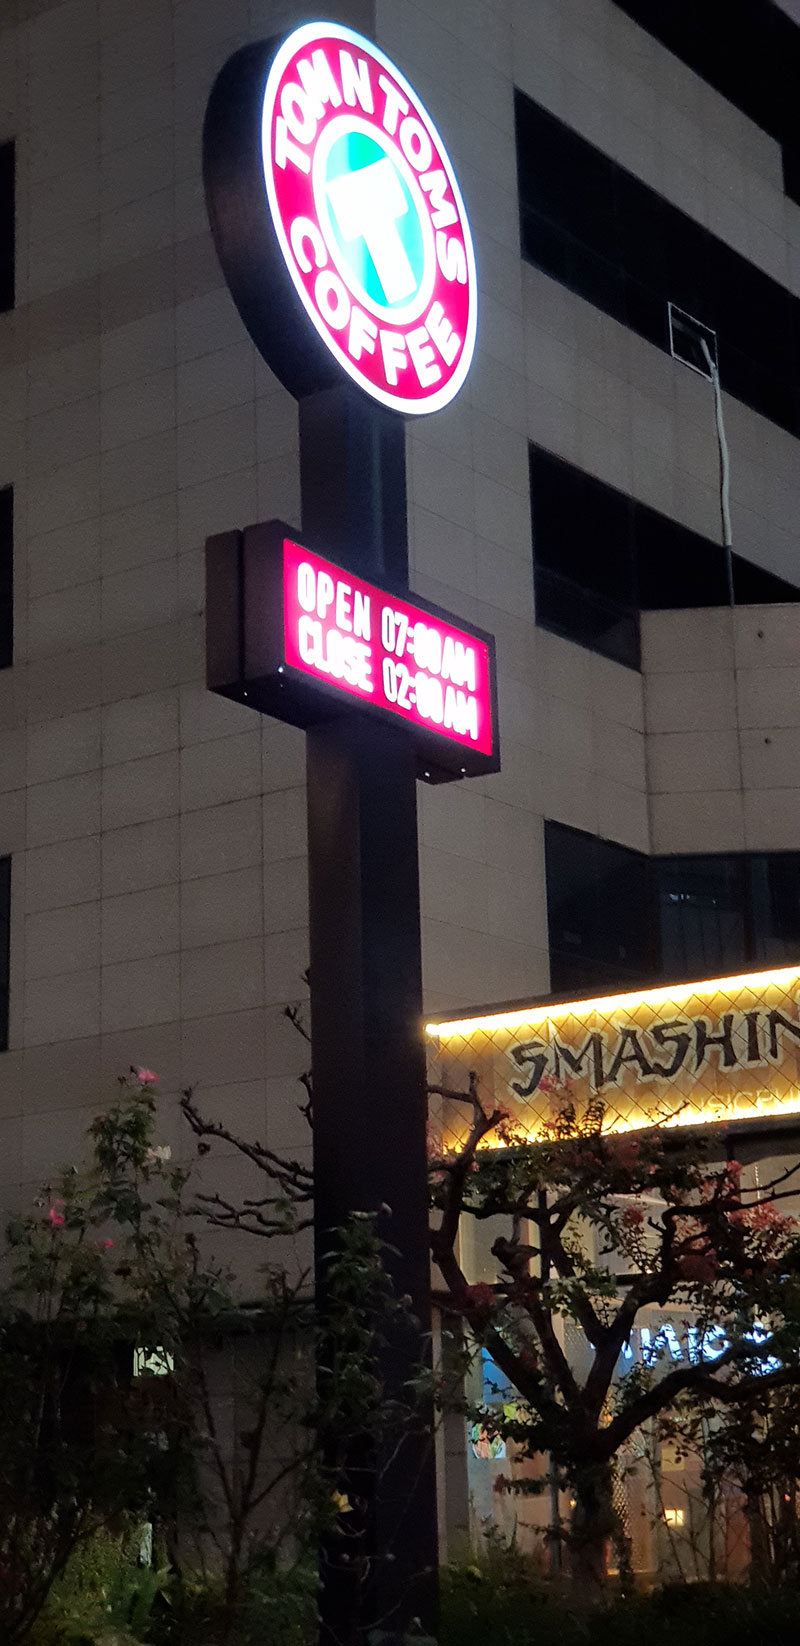 TOM N TOMS
T
COFFEE
OPEN 07:00AM
CLOSE 02:00AM
SMASHIN